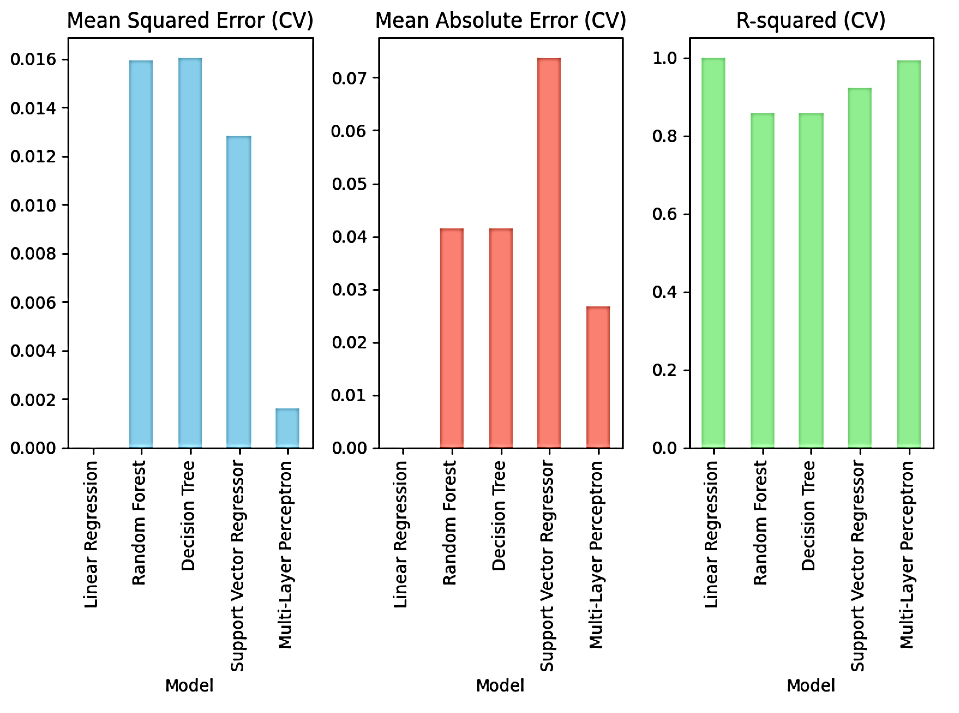 Mean Squared Error (CV)
0.016
0.014
0.012
0.010
0.008
0.006
0.004
0.002
0.000
Linear Regression
Random Forest
Decision Tree
Support Vector Regressor
Multi-Layer Perceptron
Model
Mean Absolute Error (CV)
0.07
0.06
0.05
0.04
0.03
0.02
0.01
0.00
Linear Regression
Random Forest
Decision Tree
Support Vector Regressor
Multi-Layer Perceptron
Model
R-squared (CV)
1.0
0.8
0.6
0.4
0.2
0.0
Linear Regression
Random Forest
Decision Tree
Support Vector Regressor
Multi-Layer Perceptron
Model